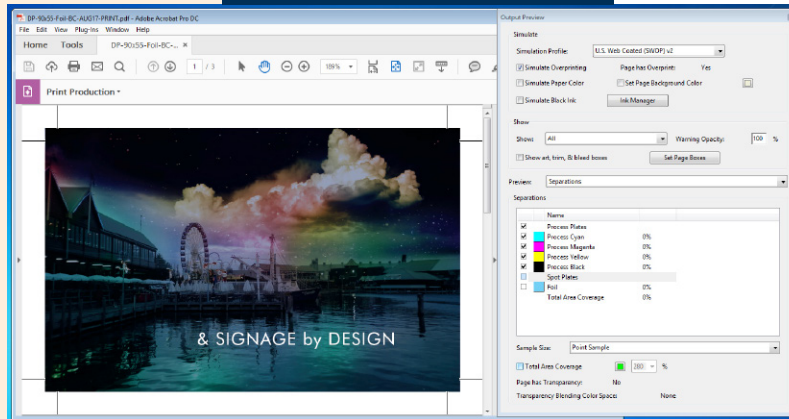 DP-90x55-Foil-BC-AUG17-PRINT.pdf - Adobe Acrobat Pro DC
File Edit View Plug-Ins Window Help
Home Tools DP-90x55-Foil-BC-... ×
1 / 3 189%
Print Production
& SIGNAGE by DESIGN
Output Preview
Simulate
Simulation Profile: U.S. Web Coated (SWOP) v2
Simulate Overprinting Page has Overprint: Yes
Simulate Paper Color Set Page Background Color
Simulate Black Ink Ink Manager
Show
Show: All Warning Opacity: 100 %
Show art, trim, & bleed boxes Set Page Boxes
Preview: Separations
Separations
Name
Process Plates
Process Cyan 0%
Process Magenta 0%
Process Yellow 0%
Process Black 0%
Spot Plates
Foil 0%
Total Area Coverage 0%
Sample Size: Point Sample
Total Area Coverage 280 %
Page has Transparency: No
Transparency Blending Color Space: None